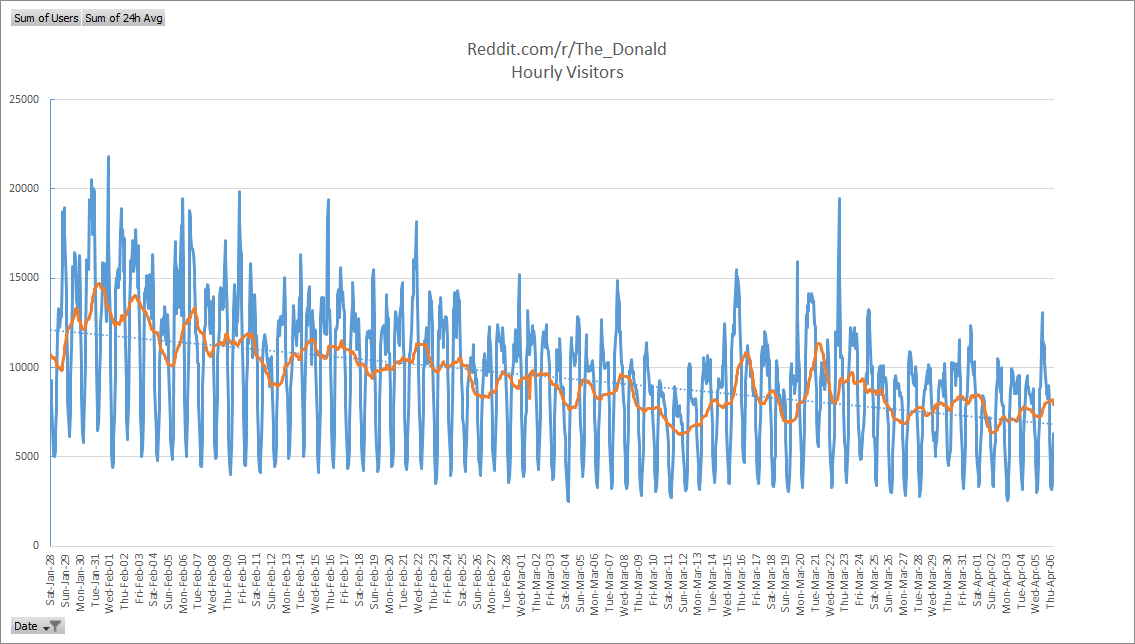 Sum of Users
Sum of 24h Avg
Reddit.com/r/The_Donald
Hourly Visitors
25000
20000
15000
10000
5000
0
Sat-Jan-28
Sun-Jan-29
Mon-Jan-30
Tue-Jan-31
Wed-Feb-01
Thu-Feb-02
Fri-Feb-03
Sat-Feb-04
Sun-Feb-05
Mon-Feb-06
Tue-Feb-07
Wed-Feb-08
Thu-Feb-09
Fri-Feb-10
Sat-Feb-11
Sun-Feb-12
Mon-Feb-13
Tue-Feb-14
Wed-Feb-15
Thu-Feb-16
Fri-Feb-17
Sat-Feb-18
Sun-Feb-19
Mon-Feb-20
Tue-Feb-21
Wed-Feb-22
Thu-Feb-23
Fri-Feb-24
Sat-Feb-25
Sun-Feb-26
Mon-Feb-27
Tue-Feb-28
Wed-Mar-01
Thu-Mar-02
Fri-Mar-03
Sat-Mar-04
Sun-Mar-05
Mon-Mar-06
Tue-Mar-07
Wed-Mar-08
Thu-Mar-09
Fri-Mar-10
Sat-Mar-11
Sun-Mar-12
Mon-Mar-13
Tue-Mar-14
Wed-Mar-15
Thu-Mar-16
Fri-Mar-17
Sat-Mar-18
Sun-Mar-19
Mon-Mar-20
Tue-Mar-21
Wed-Mar-22
Thu-Mar-23
Fri-Mar-24
Sat-Mar-25
Sun-Mar-26
Mon-Mar-27
Tue-Mar-28
Wed-Mar-29
Thu-Mar-30
Fri-Mar-31
Sat-Apr-01
Sun-Apr-02
Mon-Apr-03
Tue-Apr-04
Wed-Apr-05
Thu-Apr-06
Date